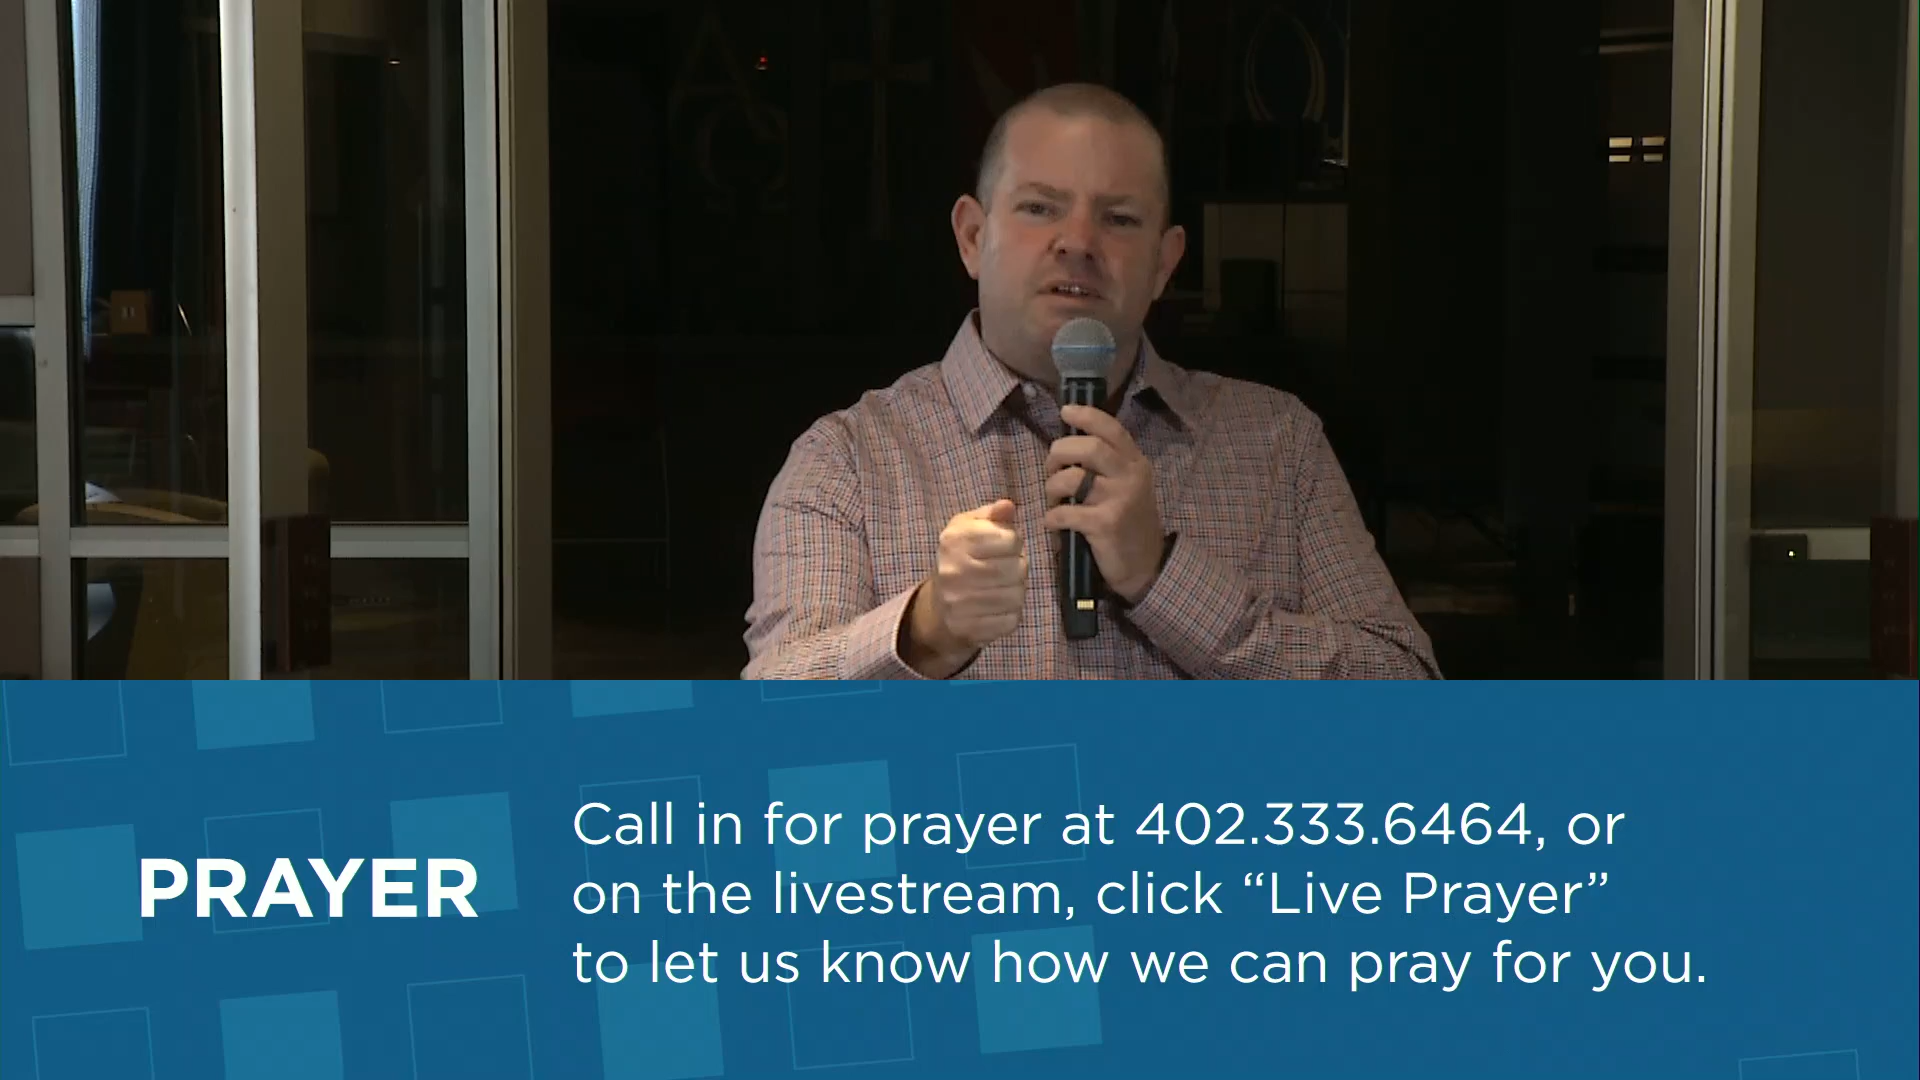 PRAYER
Call in for prayer at 402.333.6464, or
on the livestream, click “Live Prayer”
to let us know how we can pray for you.